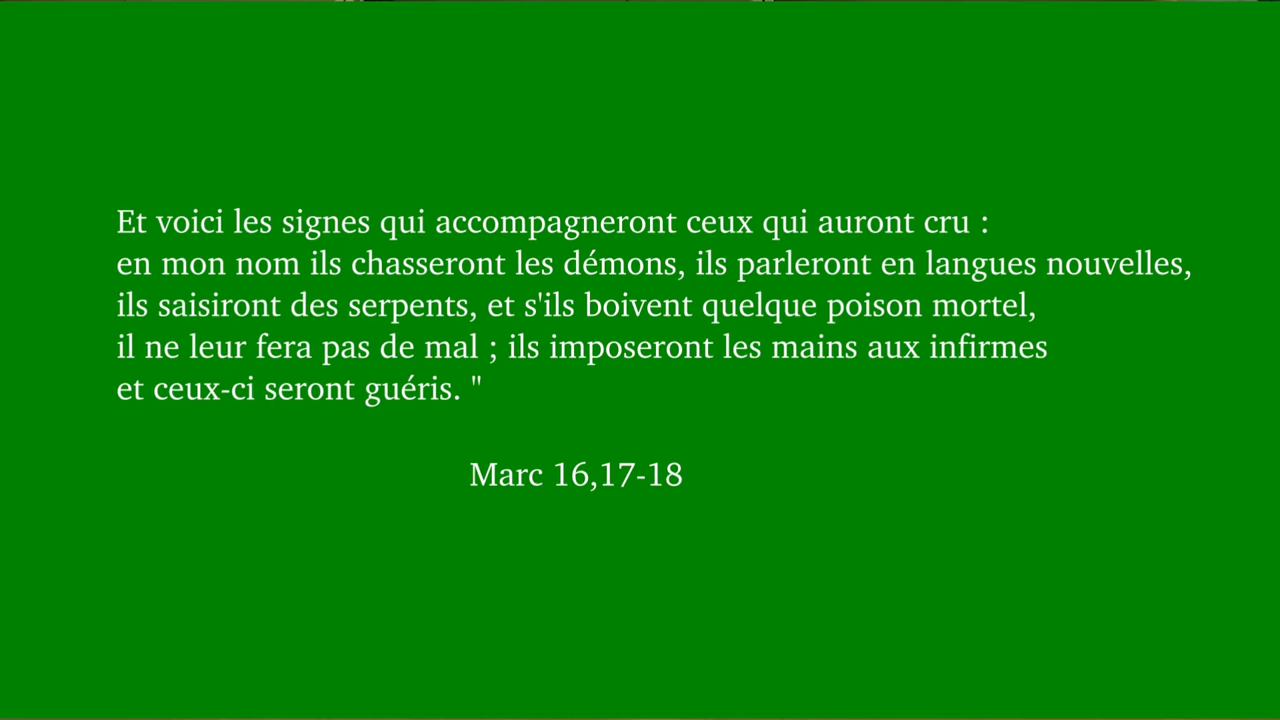 Et voici les signes qui accompagneront ceux qui auront cru :
en mon nom ils chasseront les démons, ils parleront en langues nouvelles,
ils saisiront des serpents, et s'ils boivent quelque poison mortel,
il ne leur fera pas de mal ; ils imposeront les mains aux infirmes
et ceux-ci seront guéris. "
Marc 16,17-18